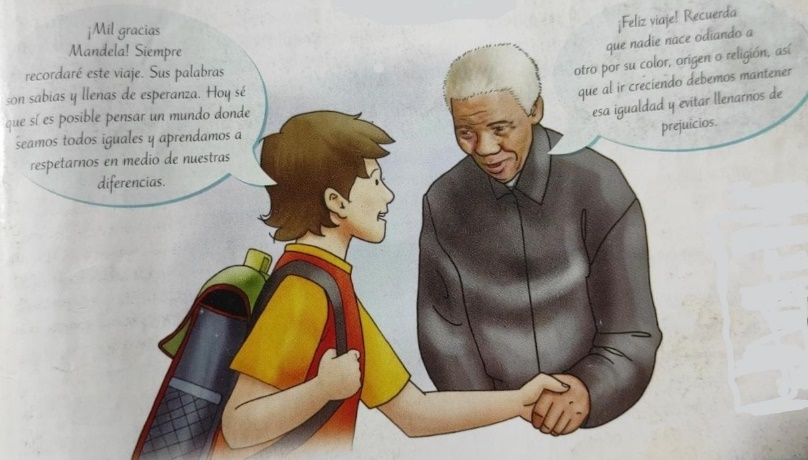 ¡Mil gracias
Mandela! Siempre
recordaré este viaje. Sus palabras
son sabias y llenas de esperanza. Hoy sé
que sí es posible pensar un mundo donde
seamos todos iguales y aprendamos a
respetarnos en medio de nuestras
diferencias.
¡Feliz viaje! Recuerda
que nadie nace odiando a
otro por su color, origen o religión, así
que al ir creciendo debemos mantener
esa igualdad y evitar llenarnos de
prejuicios.